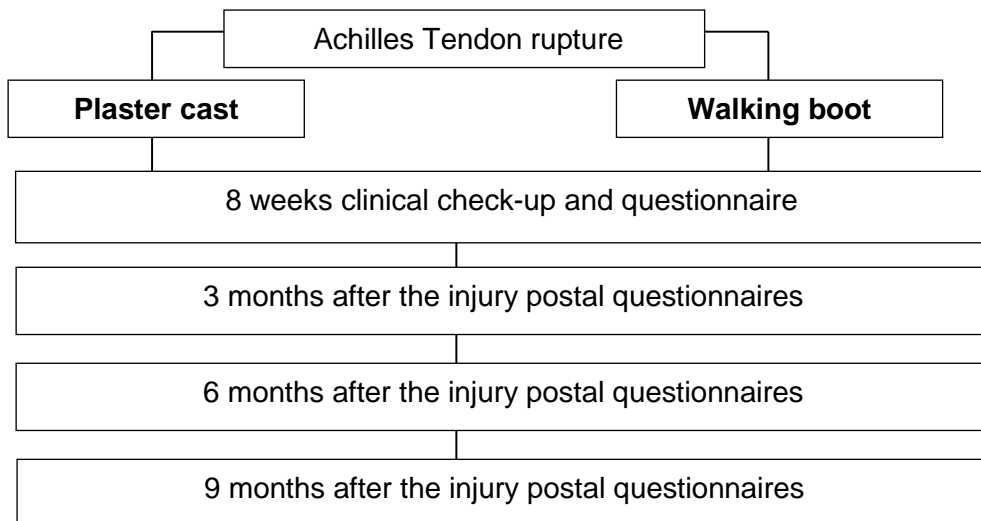 Achilles Tendon rupture
Plaster cast
Walking boot
8 weeks clinical check-up and questionnaire
3 months after the injury postal questionnaires
6 months after the injury postal questionnaires
9 months after the injury postal questionnaires